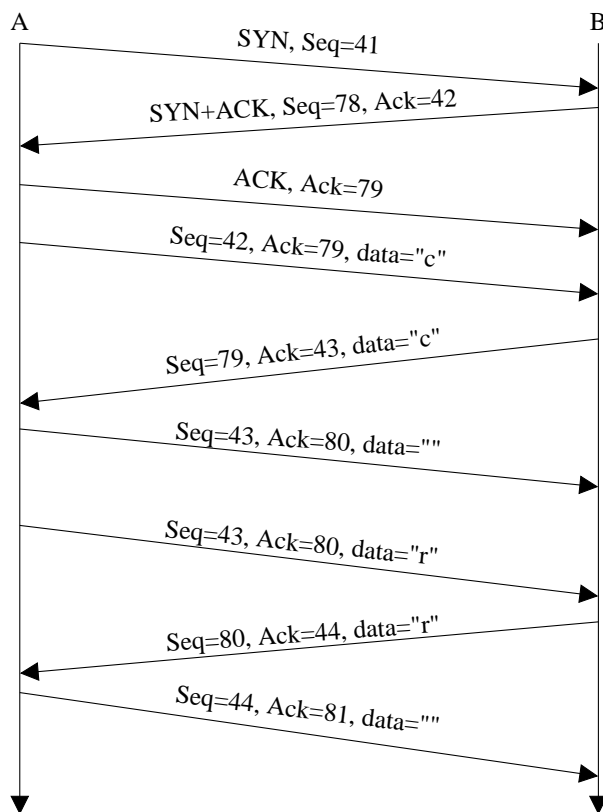 A
B
SYN, Seq=41
SYN+ACK, Seq=78, Ack=42
ACK, Ack=79
Seq=42, Ack=79, data="c"
Seq=79, Ack=43, data="c"
Seq=43, Ack=80, data=""
Seq=43, Ack=80, data="r"
Seq=80, Ack=44, data="r"
Seq=44, Ack=81, data=""